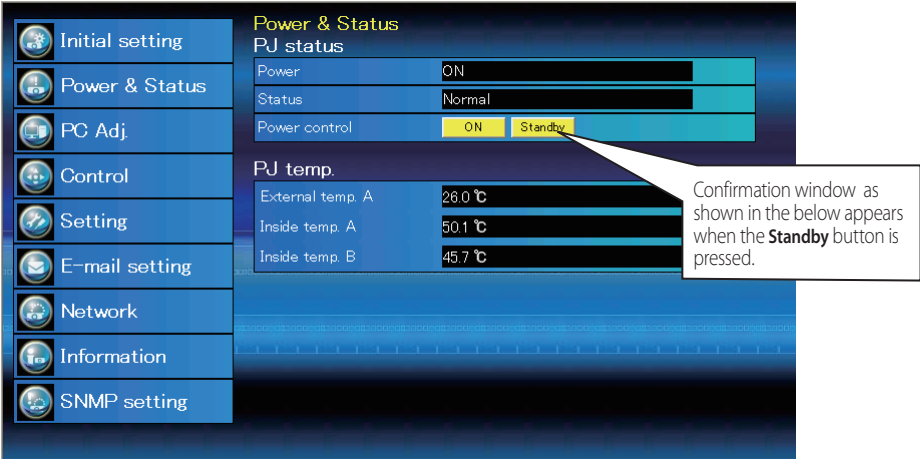 Initial setting
Power & Status
PC Adj.
Control
Setting
E-mail setting
Network
Information
SNMP setting
Power & Status
PJ status
Power ON
Status Normal
Power control ON Standby
PJ temp.
External temp. A 26.0 ℃
Inside temp. A 50.1 ℃
Inside temp. B 45.7 ℃
Confirmation window as
shown in the below appears
when the Standby button is
pressed.